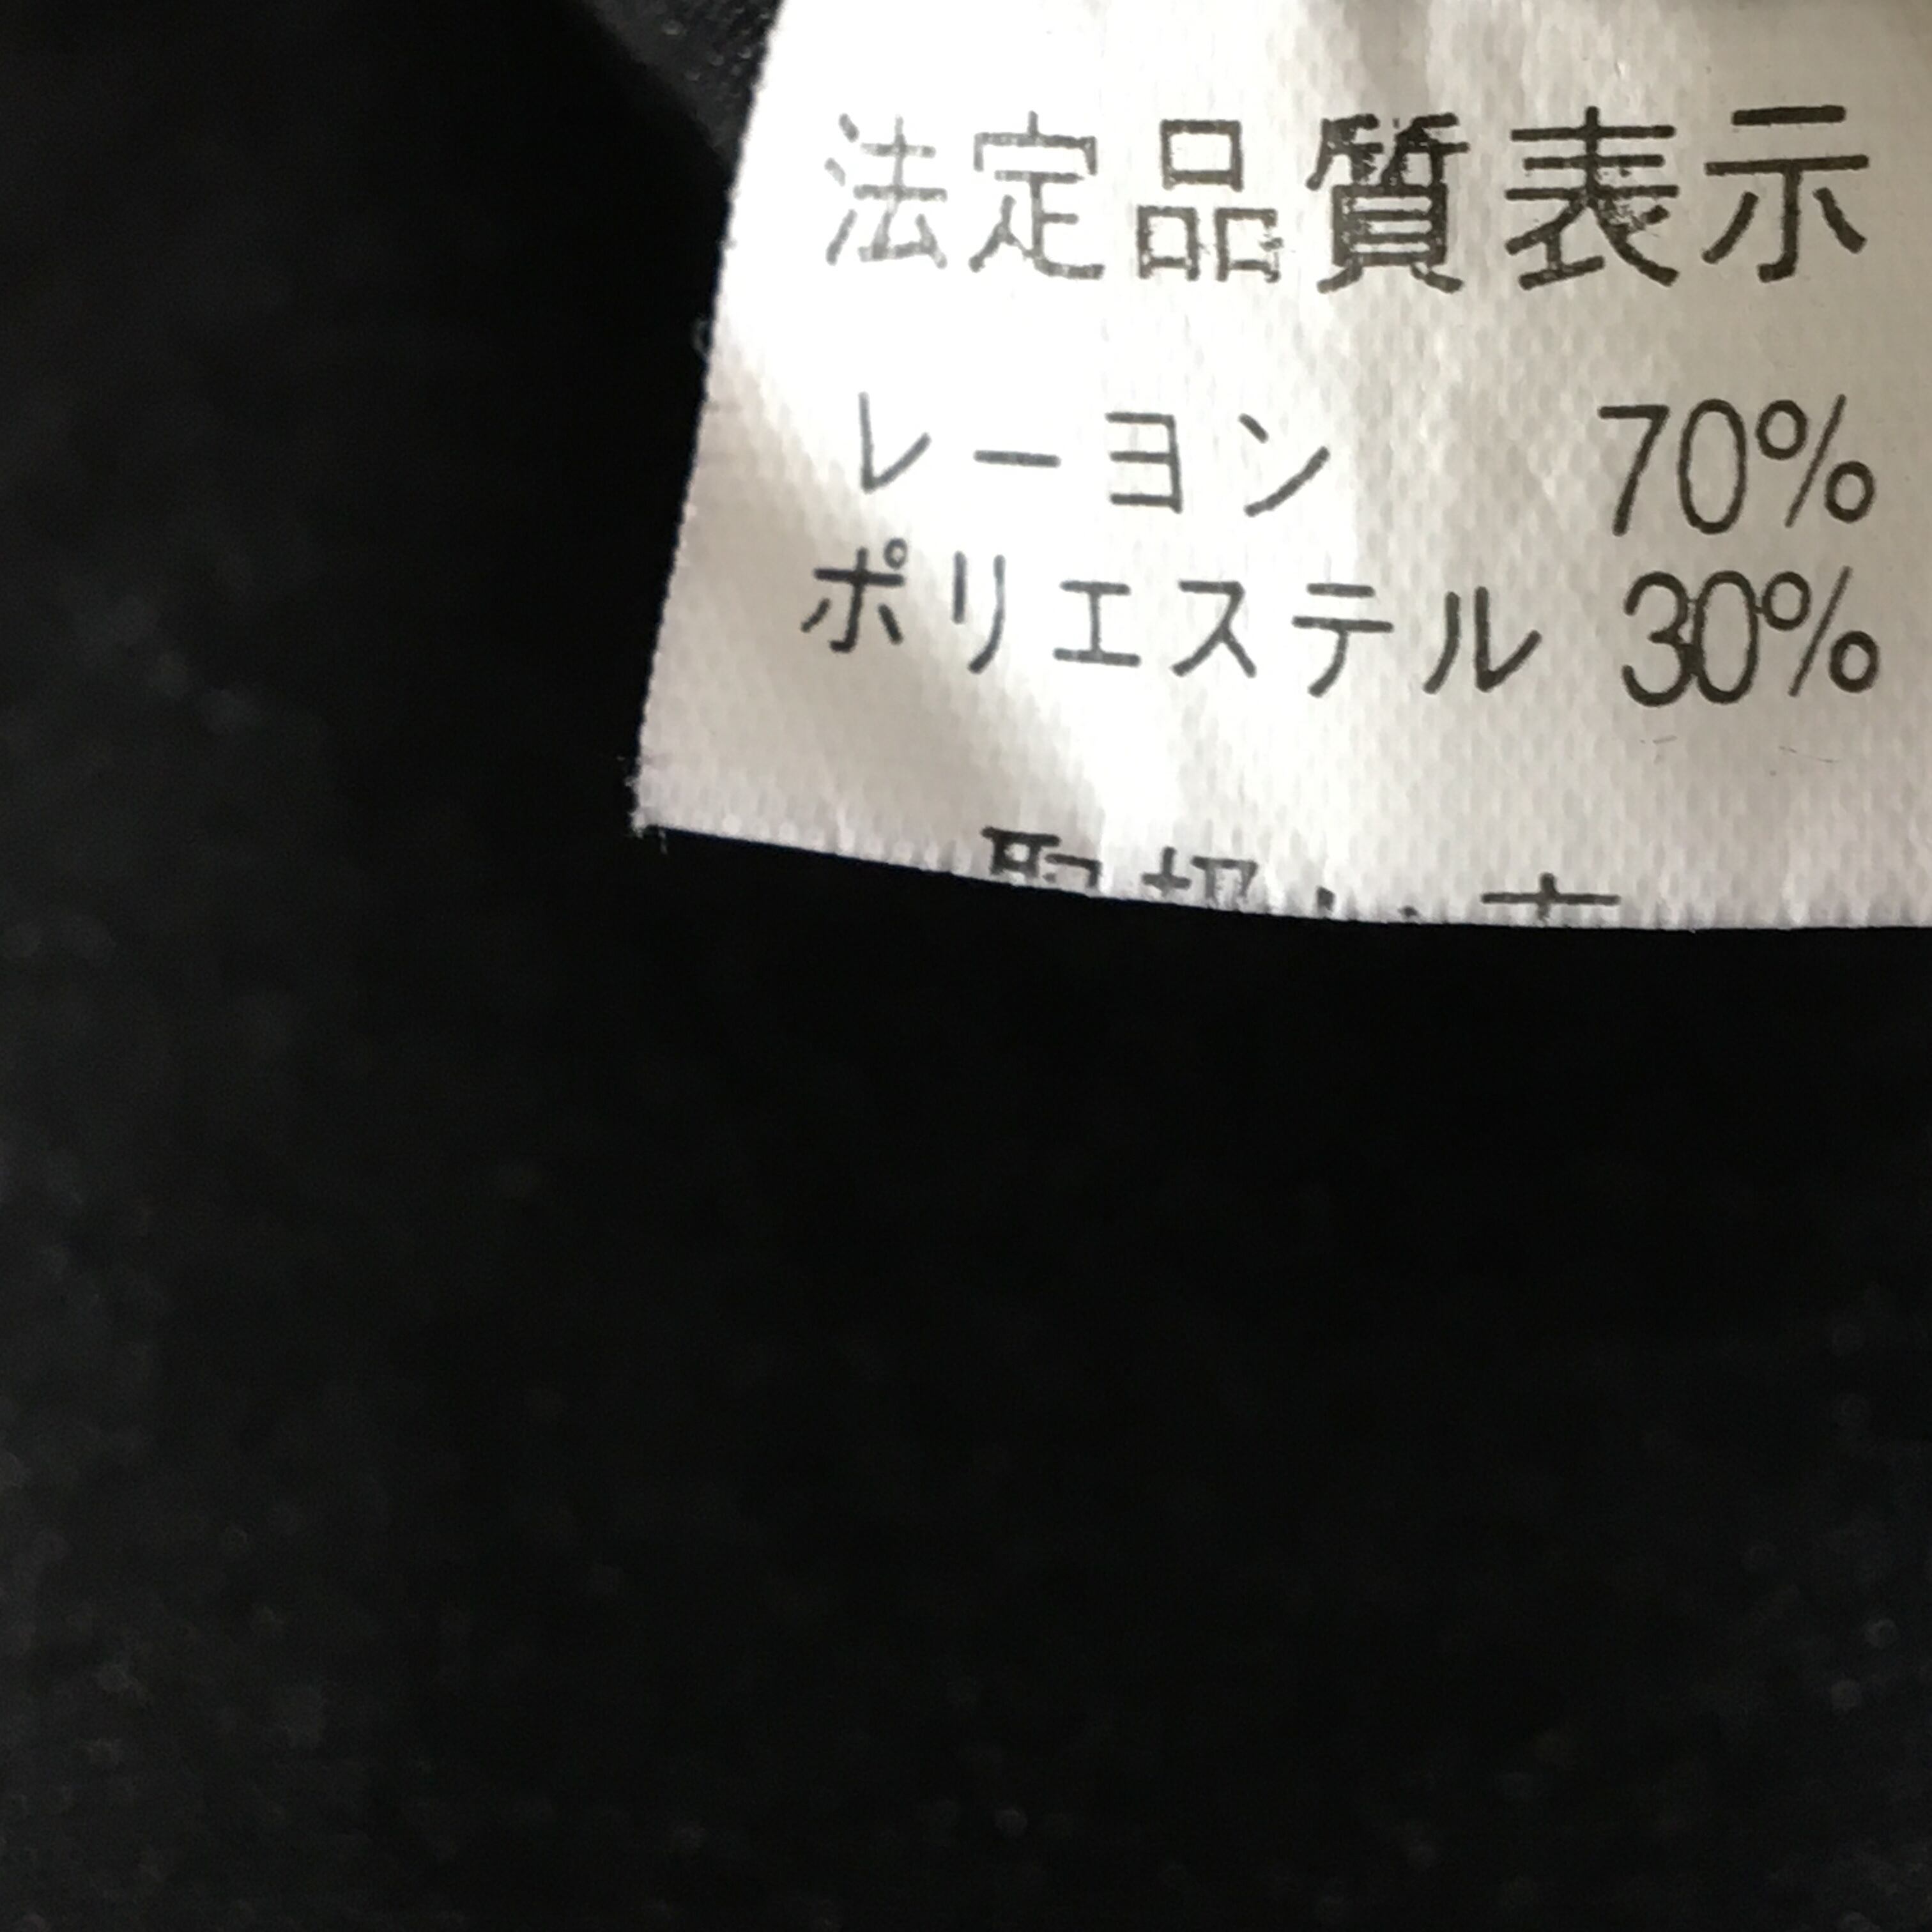 法定品質表示
レーヨン 70%
ポリエステル 30%